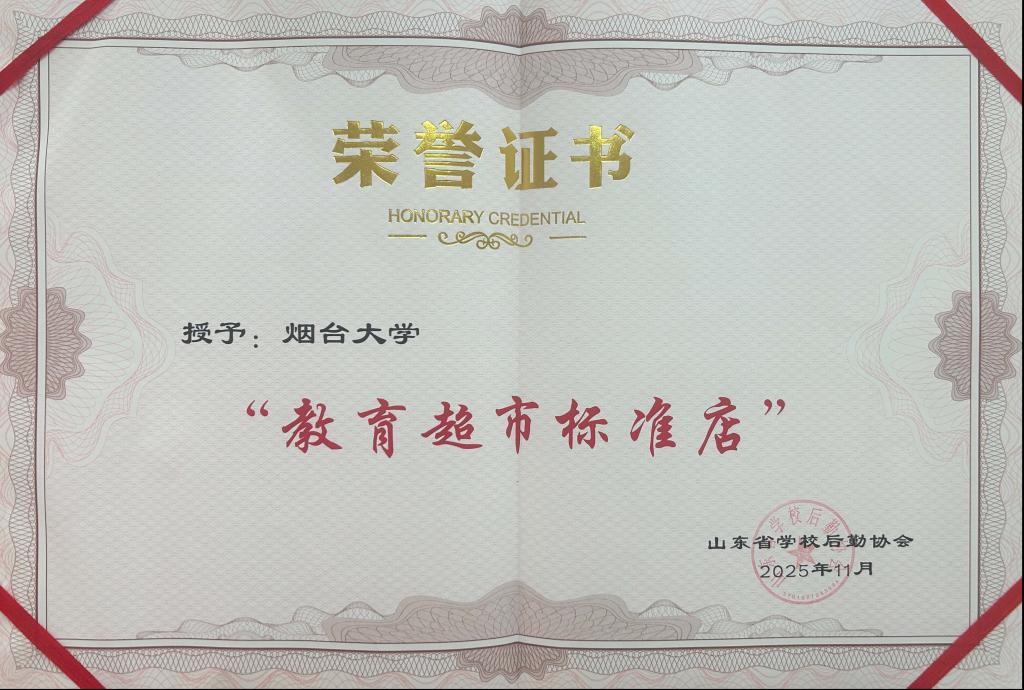 荣誉证书
HONORARY CREDENTIAL
授予：烟台大学
“教育超市标准店”
山东省学校后勤协会
2025年11月